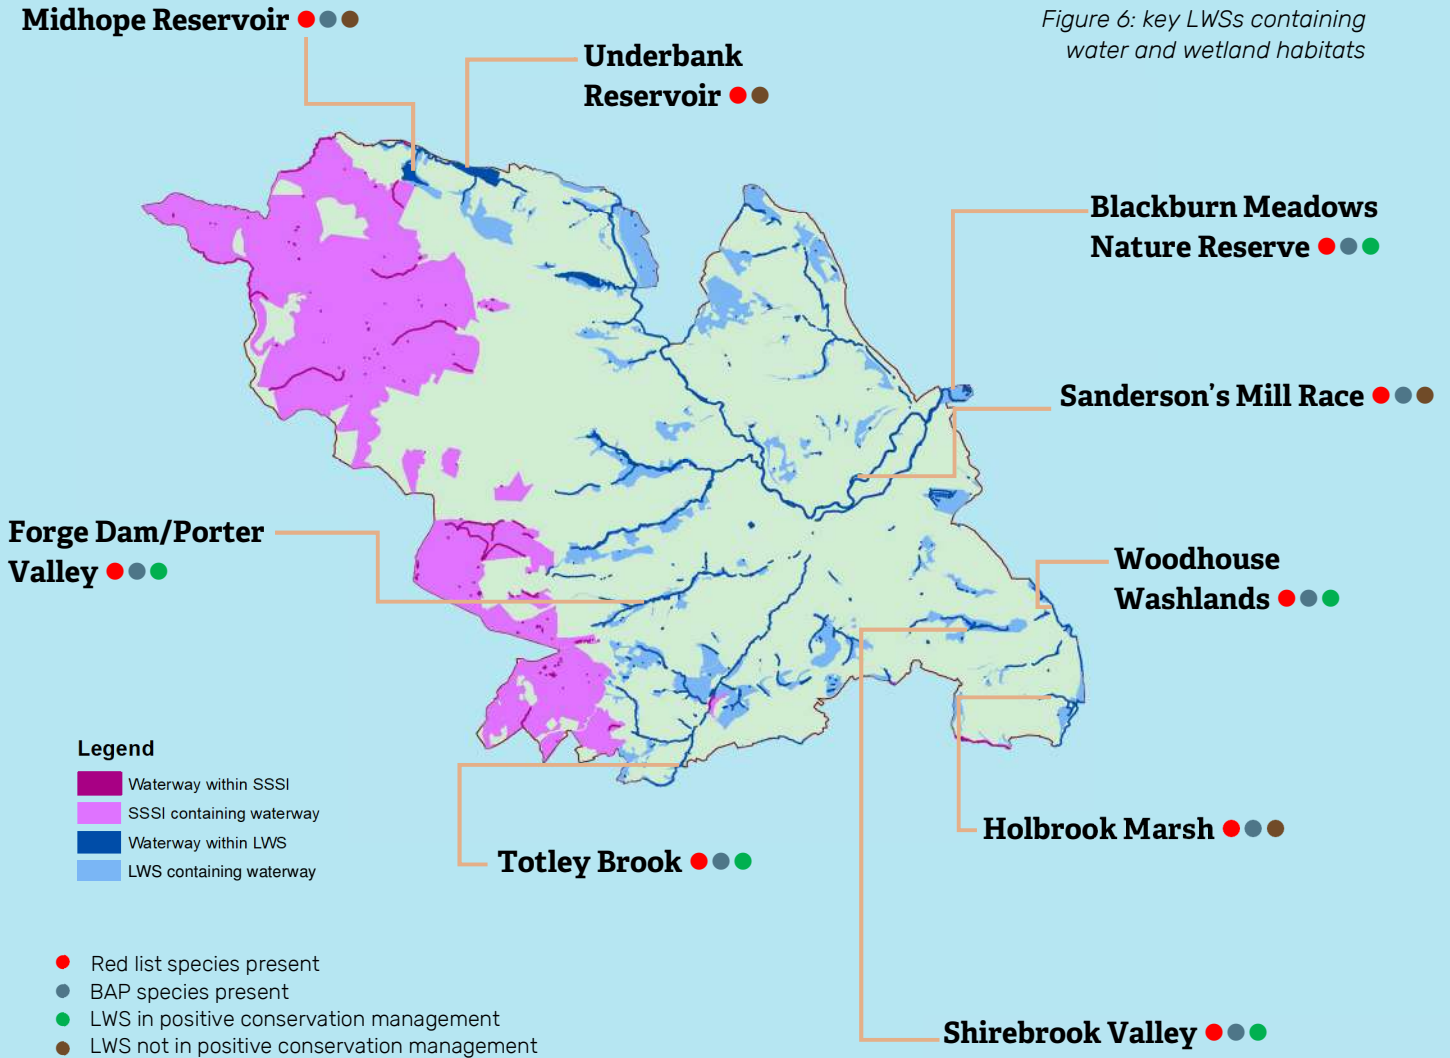 Midhope Reservoir
Figure 6: key LWSs containing
water and wetland habitats
Underbank
Reservoir
Blackburn Meadows
Nature Reserve
Sanderson's Mill Race
Forge Dam/Porter
Valley
Woodhouse
Washlands
Legend
Waterway within SSSI
SSSI containing waterway
Waterway within LWS
LWS containing waterway
Holbrook Marsh
Totley Brook
Red list species present
BAP species present
LWS in positive conservation management
LWS not in positive conservation management
Shirebrook Valley